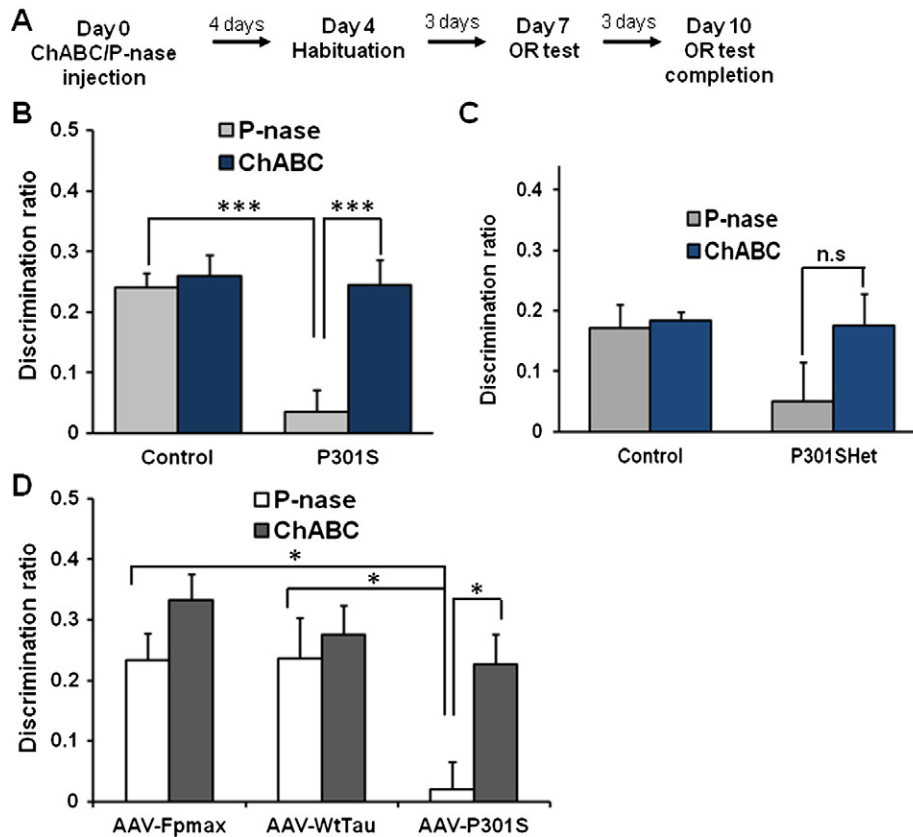 A
Day 0
ChABC/P-nase
injection
4 days
Day 4
Habituation
3 days
Day 7
OR test
3 days
Day 10
OR test
completion
B
P-nase
ChABC
Discrimination ratio
0.5
0.4
0.3
0.2
0.1
0
***
***
Control
P301S
C
P-nase
ChABC
Discrimination ratio
0.4
0.3
0.2
0.1
0
n.s
Control
P301SHet
D
P-nase
ChABC
Discrimination ratio
0.5
0.4
0.3
0.2
0.1
0
*
*
*
AAV-Fpmax
AAV-WtTau
AAV-P301S